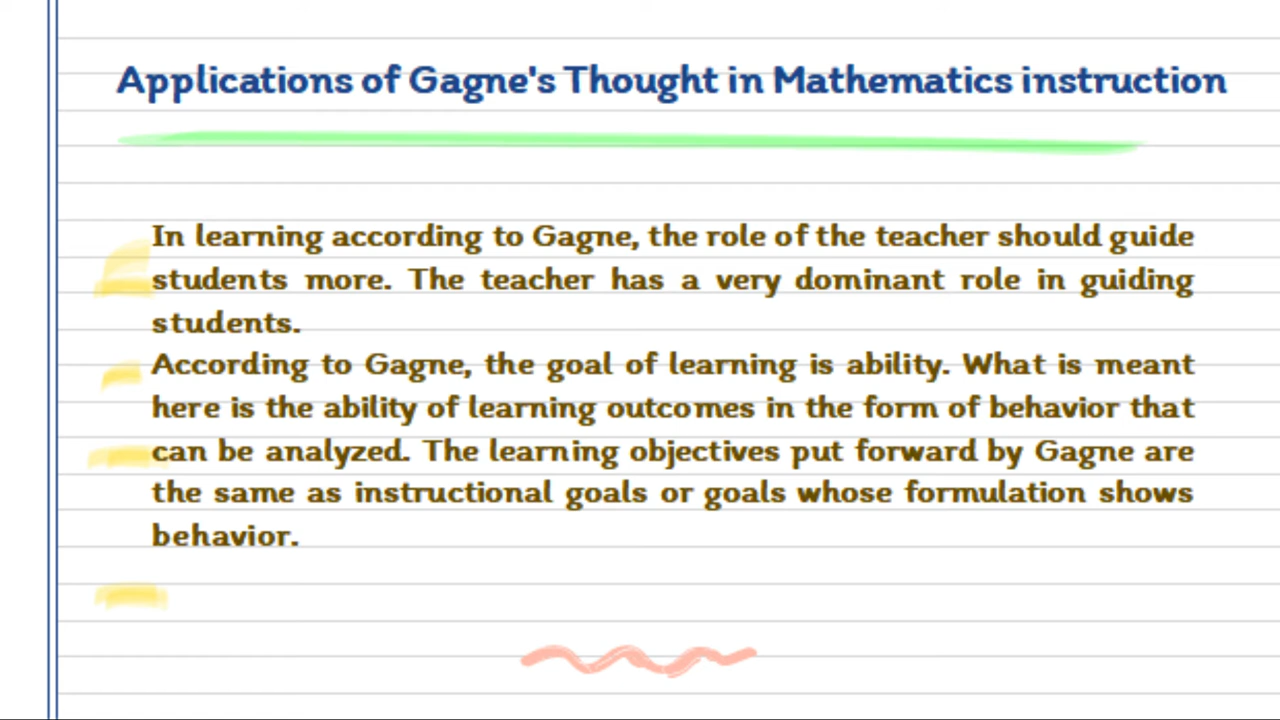 Applications of Gagne's Thought in Mathematics instruction
In learning according to Gagne, the role of the teacher should guide
students more. The teacher has a very dominant role in guiding
students.
According to Gagne, the goal of learning is ability. What is meant
here is the ability of learning outcomes in the form of behavior that
can be analyzed. The learning objectives put forward by Gagne are
the same as instructional goals or goals whose formulation shows
behavior.